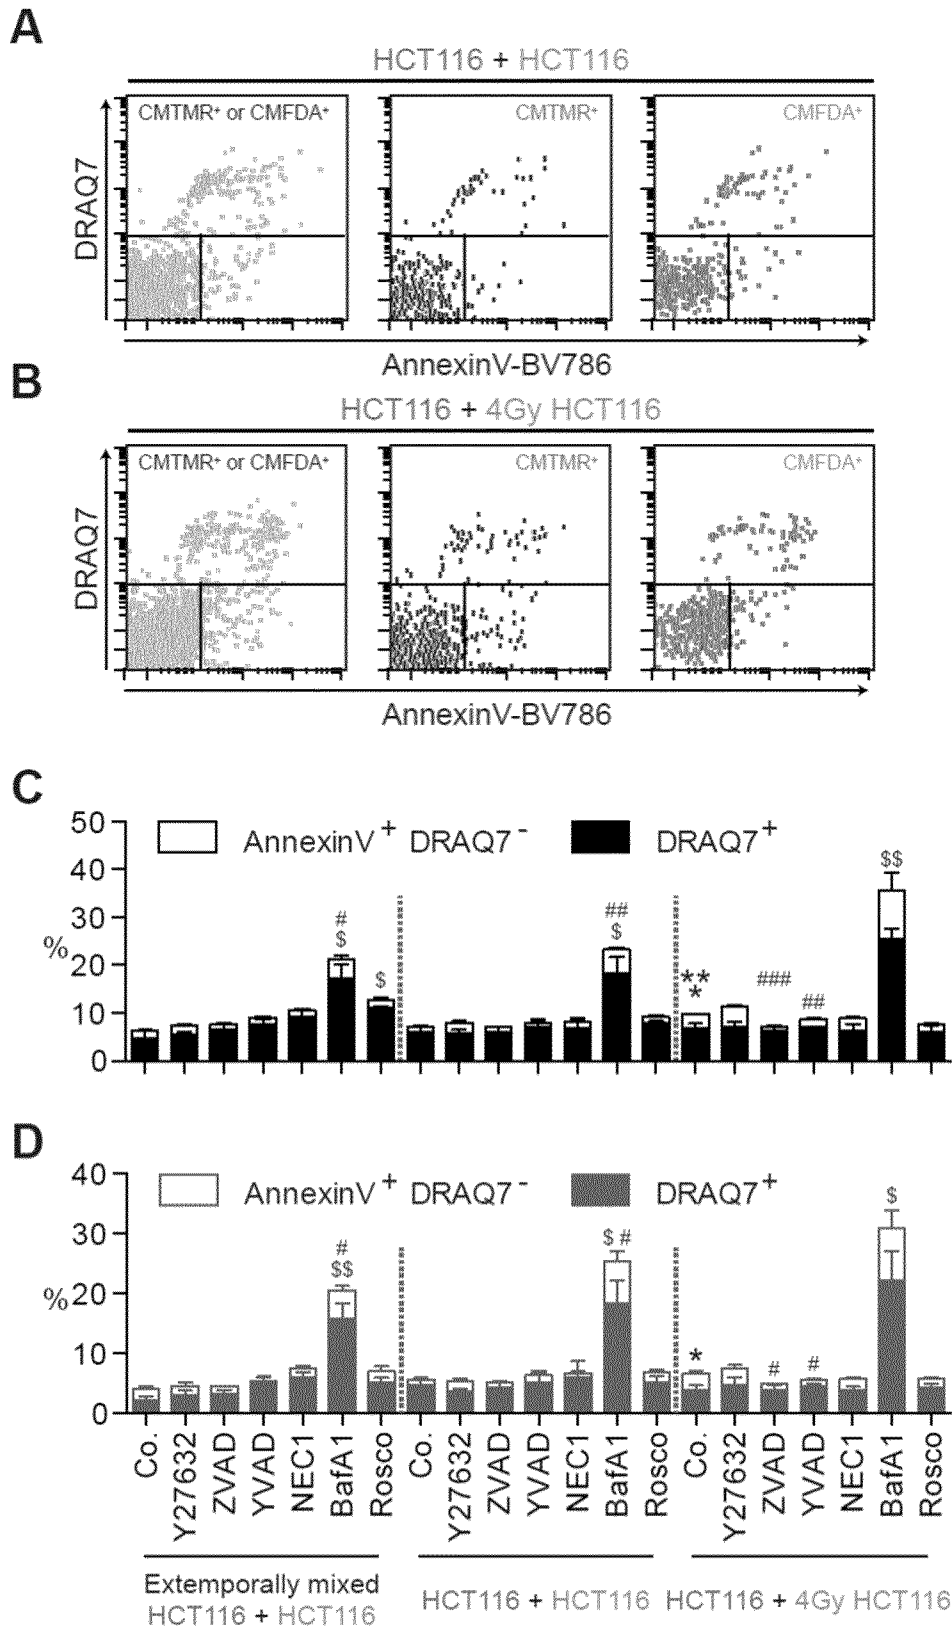 A
HCT116 + HCT116
CMTMR+ or CMFDA+
CMTMR+
CMFDA+
DRAQ7
AnnexinV-BV786
B
HCT116 + 4Gy HCT116
CMTMR+ or CMFDA+
CMTMR+
CMFDA+
DRAQ7
AnnexinV-BV786
C
50
40
30
20
10
0
%
AnnexinV+ DRAQ7-
DRAQ7+
#
$
$
##
$
**
*
###
##
$$
D
40
30
20
10
0
%
AnnexinV+ DRAQ7-
DRAQ7+
#
$$
$ #
*
#
#
$
Co. Y27632 ZVAD YVAD NEC1 BafA1 Rosco Co. Y27632 ZVAD YVAD NEC1 BafA1 Rosco Co. Y27632 ZVAD YVAD NEC1 BafA1 Rosco
Extemporally mixed
HCT116 + HCT116
HCT116 + HCT116
HCT116 + 4Gy HCT116